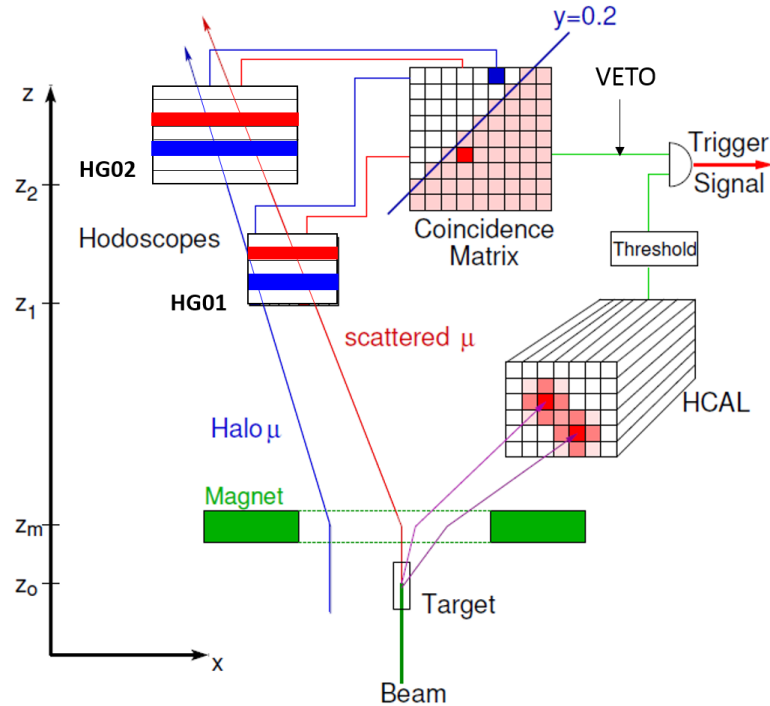 y=0.2
VETO
z
Trigger
Signal
HG02
z2
Hodoscopes
Coincidence
Matrix
Threshold
HG01
z1
scattered μ
HCAL
Halo μ
Magnet
zm
zo
Target
x
Beam